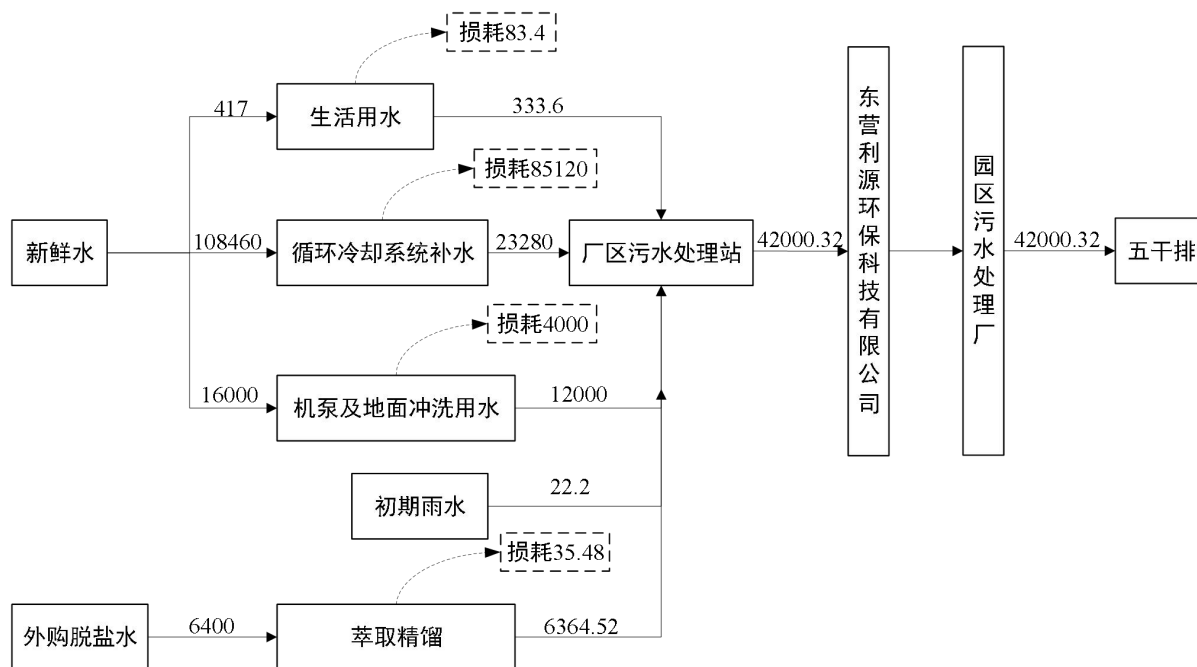 损耗83.4
417
生活用水
333.6
损耗85120
新鲜水
108460
循环冷却系统补水
23280
厂区污水处理站
42000.32
东营利源环保科技有限公司
园区污水处理厂
42000.32
五干排
损耗4000
16000
机泵及地面冲洗用水
12000
初期雨水
22.2
损耗35.48
外购脱盐水
6400
萃取精馏
6364.52